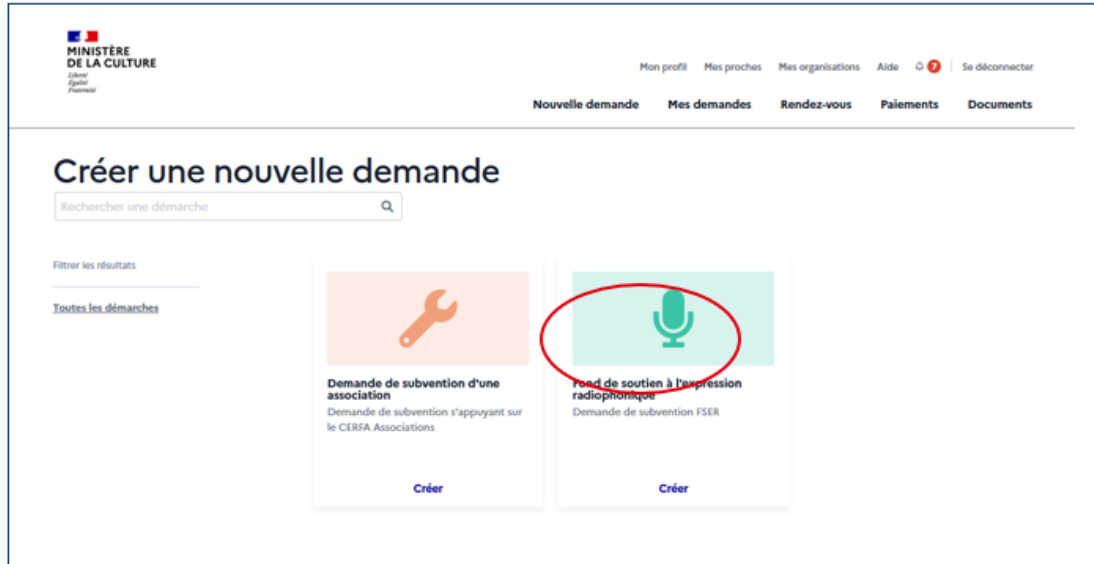 MINISTÈRE
DE LA CULTURE
Liberté
Égalité
Fraternité
Mon profil Mes proches Mes organisations Aide 7 Se déconnecter
Nouvelle demande Mes demandes Rendez-vous Paiements Documents
Créer une nouvelle demande
Rechercher une démarche
Filtrer les résultats
Toutes les démarches
Demande de subvention d'une
association
Demande de subvention s'appuyant sur
le CERFA Associations
Créer
Fond de soutien à l'expression
radiophonique
Demande de subvention FSER
Créer